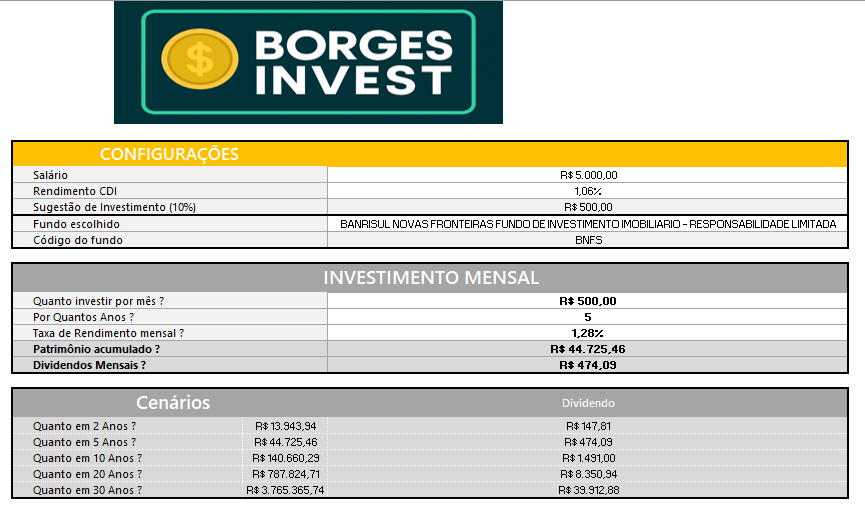 $
BORGES
INVEST
CONFIGURAÇÕES
Salário R$ 5.000,00
Rendimento CDI 1,06%
Sugestão de Investimento (10%) R$ 500,00
Fundo escolhido BANRISUL NOVAS FRONTEIRAS FUNDO DE INVESTIMENTO IMOBILIARIO - RESPONSABILIDADE LIMITADA
Código do fundo BNFS
INVESTIMENTO MENSAL
Quanto investir por mês ? R$ 500,00
Por Quantos Anos ? 5
Taxa de Rendimento mensal ? 1,28%
Patrimônio acumulado ? R$ 44.725,46
Dividendos Mensais ? R$ 474,09
Cenários Dividendo
Quanto em 2 Anos ? R$ 13.943,94 R$ 147,81
Quanto em 5 Anos ? R$ 44.725,46 R$ 474,09
Quanto em 10 Anos ? R$ 140.660,29 R$ 1.491,00
Quanto em 20 Anos ? R$ 787.824,71 R$ 8.350,94
Quanto em 30 Anos ? R$ 3.765.365,74 R$ 39.912,88